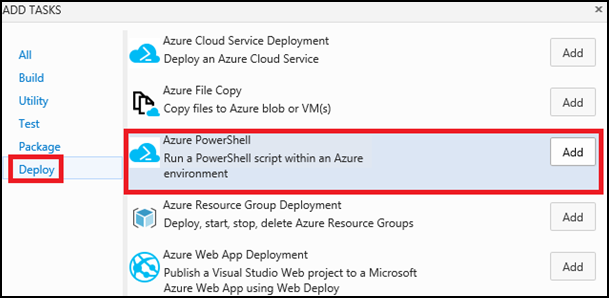 ADD TASKS
All
Build
Utility
Test
Package
Deploy
Azure Cloud Service Deployment
Deploy an Azure Cloud Service
Add
Azure File Copy
Copy files to Azure blob or VM(s)
Add
Azure PowerShell
Run a PowerShell script within an Azure
environment
Add
Azure Resource Group Deployment
Deploy, start, stop, delete Azure Resource Groups
Add
Azure Web App Deployment
Publish a Visual Studio Web project to a Microsoft
Azure Web App using Web Deploy
Add